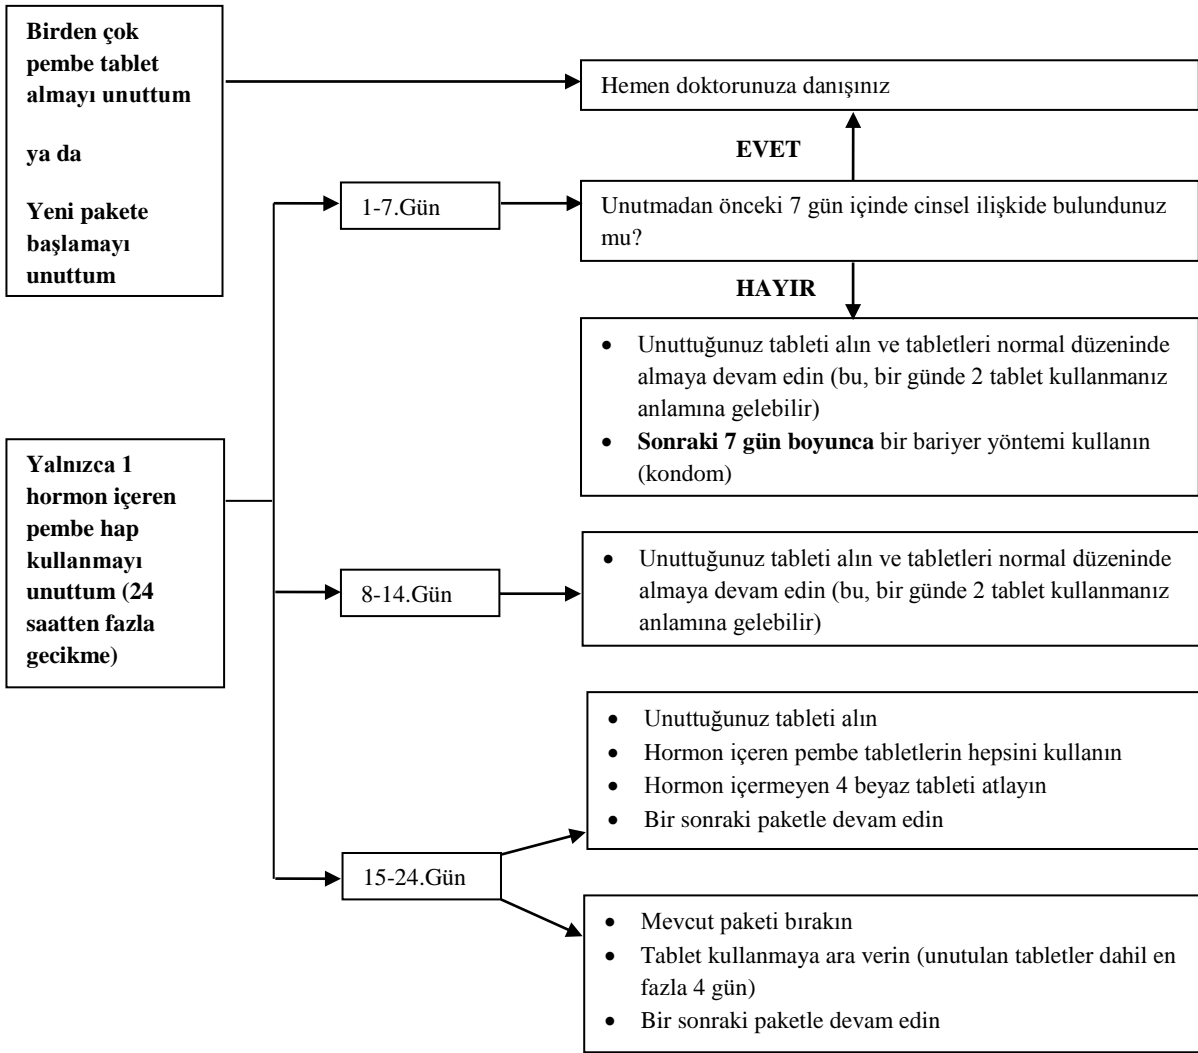 Birden çok
pembe tablet
almayı unuttum
ya da
Yeni pakete
başlamayı
unuttum
Hemen doktorunuza danışınız
EVET
1-7.Gün
Unutmadan önceki 7 gün içinde cinsel ilişkide bulundunuz
mu?
HAYIR
• Unuttuğunuz tableti alın ve tabletleri normal düzeninde
almaya devam edin (bu, bir günde 2 tablet kullanmanız
anlamına gelebilir)
• Sonraki 7 gün boyunca bir bariyer yöntemi kullanın
(kondom)
Yalnızca 1
hormon içeren
pembe hap
kullanmayı
unuttum (24
saatten fazla
gecikme)
8-14.Gün
• Unuttuğunuz tableti alın ve tabletleri normal düzeninde
almaya devam edin (bu, bir günde 2 tablet kullanmanız
anlamına gelebilir)
15-24.Gün
• Unuttuğunuz tableti alın
• Hormon içeren pembe tabletlerin hepsini kullanın
• Hormon içermeyen 4 beyaz tableti atlayın
• Bir sonraki paketle devam edin
• Mevcut paketi bırakın
• Tablet kullanmaya ara verin (unutulan tabletler dahil en
fazla 4 gün)
• Bir sonraki paketle devam edin